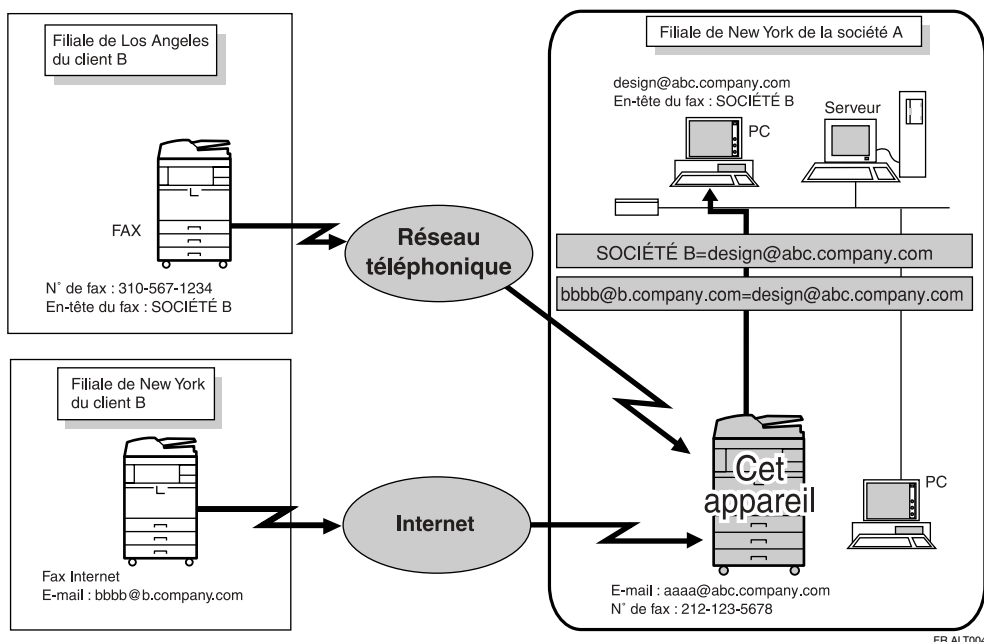 Filiale de Los Angeles
du client B
FAX
N° de fax : 310-567-1234
En-tête du fax : SOCIÉTÉ B
Réseau
téléphonique
Filiale de New York
du client B
Fax Internet
E-mail : bbbb@b.company.com
Internet
Filiale de New York de la société A
design@abc.company.com
En-tête du fax : SOCIÉTÉ B
PC
Serveur
SOCIÉTÉ B=design@abc.company.com
bbbb@b.company.com=design@abc.company.com
Cet
appareil
PC
E-mail : aaaa@abc.company.com
N° de fax : 212-123-5678
FR ALT004